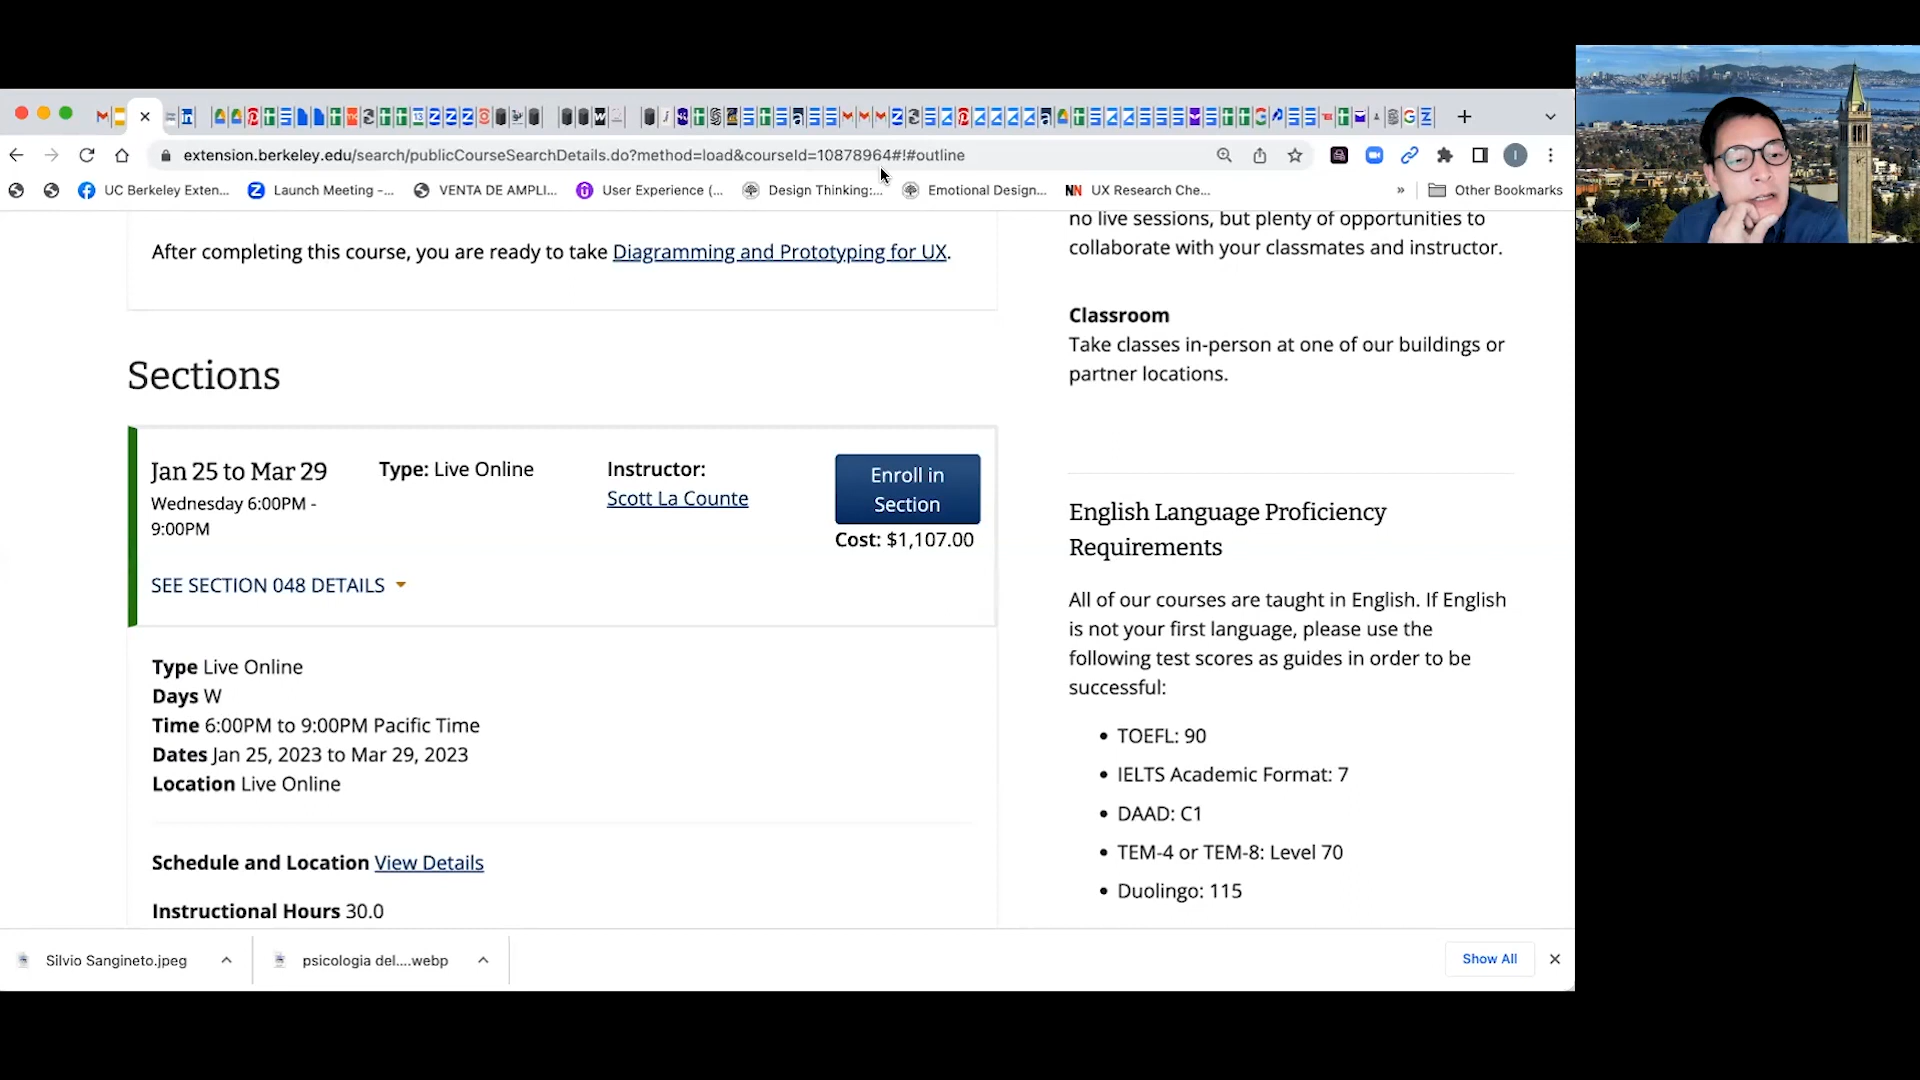 extension.berkeley.edu/search/publicCourseSearchDetails.do?method=load&courseId=10878964#!#outline
UC Berkeley Exten...
Launch Meeting -...
VENTA DE AMPLI...
User Experience (...
Design Thinking:...
Emotional Design...
NN UX Research Che...
»
Other Bookmarks
After completing this course, you are ready to take Diagramming and Prototyping for UX.
Sections
Jan 25 to Mar 29
Wednesday 6:00PM -
9:00PM
Type: Live Online
Instructor:
Scott La Counte
Enroll in
Section
Cost: $1,107.00
SEE SECTION 048 DETAILS
Type Live Online
Days W
Time 6:00PM to 9:00PM Pacific Time
Dates Jan 25, 2023 to Mar 29, 2023
Location Live Online
Schedule and Location View Details
Instructional Hours 30.0
no live sessions, but plenty of opportunities to
collaborate with your classmates and instructor.
Classroom
Take classes in-person at one of our buildings or
partner locations.
English Language Proficiency
Requirements
All of our courses are taught in English. If English
is not your first language, please use the
following test scores as guides in order to be
successful:
• TOEFL: 90
• IELTS Academic Format: 7
• DAAD: C1
• TEM-4 or TEM-8: Level 70
• Duolingo: 115
Silvio Sangineto.jpeg
psicologia del....webp
Show All